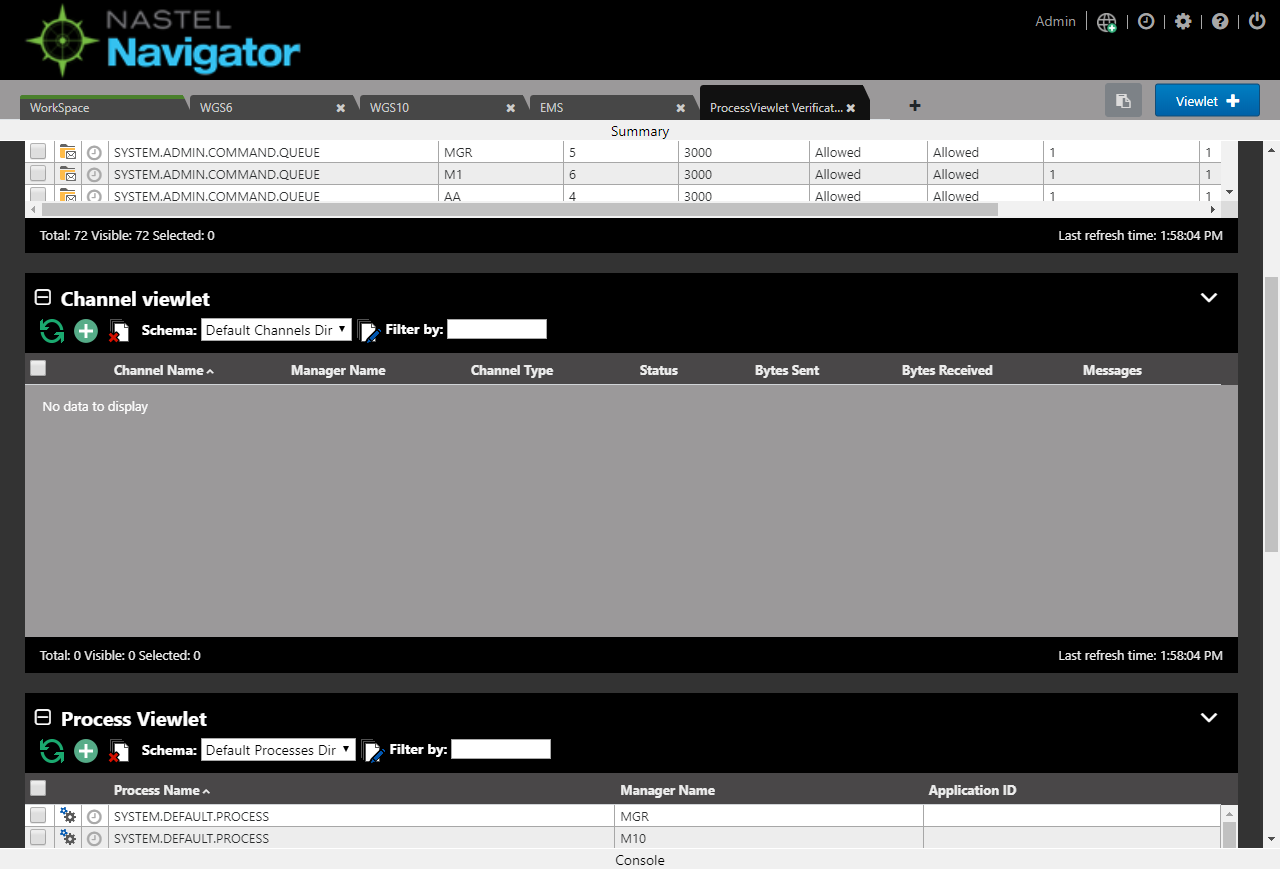 NASTEL
Navigator
Admin
WorkSpace WGS6 WGS10 EMS ProcessViewlet Verificat... Viewlet
Summary
SYSTEM.ADMIN.COMMAND.QUEUE MGR 5 3000 Allowed Allowed 1 1
SYSTEM.ADMIN.COMMAND.QUEUE M1 6 3000 Allowed Allowed 1 1
SYSTEM.ADMIN.COMMAND.QUEUE AA 4 3000 Allowed Allowed 1 1
Total: 72 Visible: 72 Selected: 0 Last refresh time: 1:58:04 PM
Channel viewlet
Schema: Default Channels Dir Filter by:
Channel Name Manager Name Channel Type Status Bytes Sent Bytes Received Messages
No data to display
Total: 0 Visible: 0 Selected: 0 Last refresh time: 1:58:04 PM
Process Viewlet
Schema: Default Processes Dir Filter by:
Process Name Manager Name Application ID
SYSTEM.DEFAULT.PROCESS MGR
SYSTEM.DEFAULT.PROCESS M10
Console